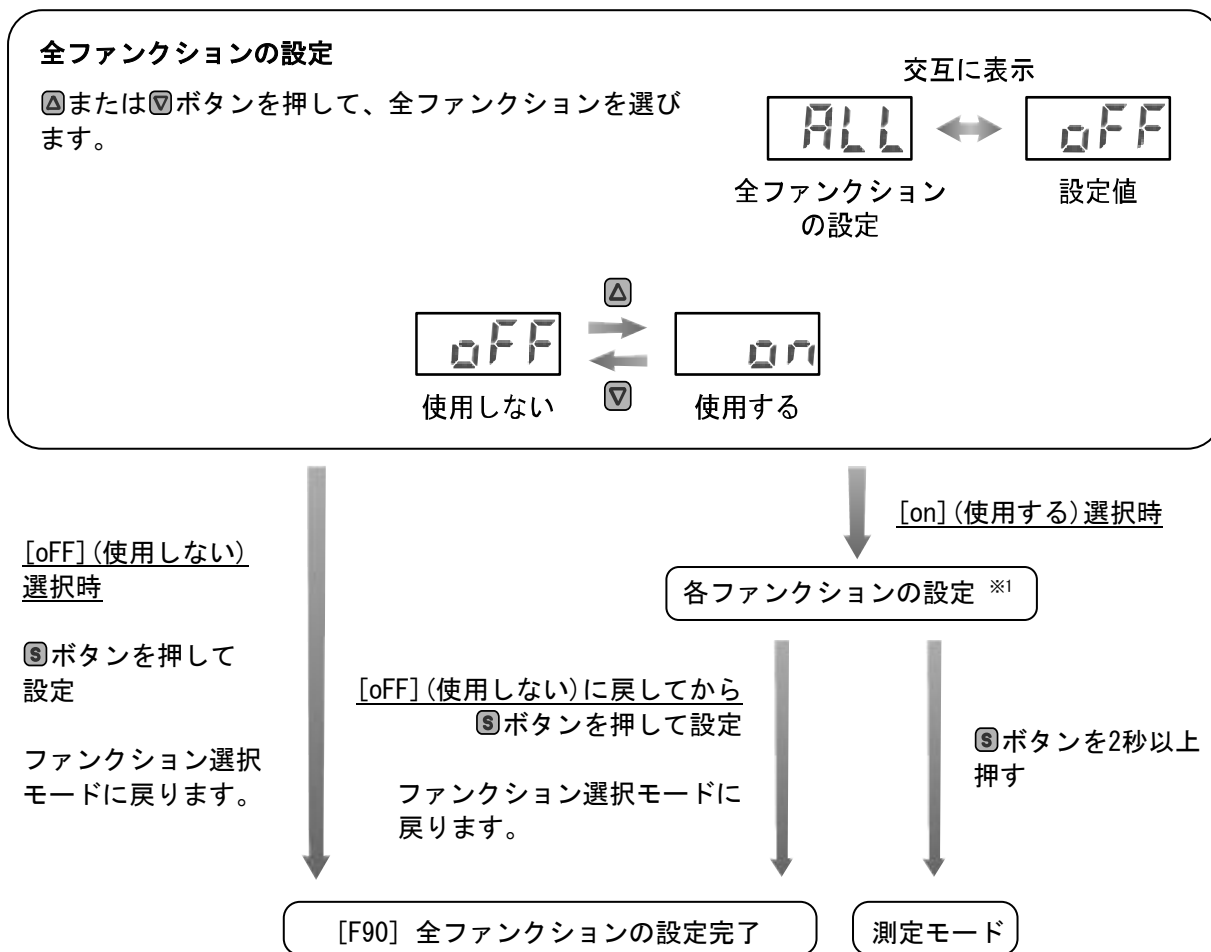 全ファンクションの設定
△または▽ボタンを押して、全ファンクションを選び
ます。
交互に表示
ALL
oFF
全ファンクション
の設定
設定値
△
oFF
on
▽
使用しない
使用する
[on](使用する)選択時
[oFF](使用しない)
選択時
各ファンクションの設定 ※1
Sボタンを押して
設定
[oFF](使用しない)に戻してから
Sボタンを押して設定
Sボタンを2秒以上
押す
ファンクション選択
モードに戻ります。
ファンクション選択モードに
戻ります。
[F90] 全ファンクションの設定完了
測定モード